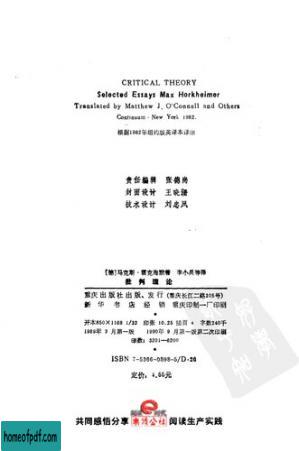 CRITICAL THEORY
Selected Essays Max Horkheimer
Translated by Matthew J. O'Connell and Others
Continuum · New York 1982.
根据1982年纽约版英译本译出
责任编辑 张镜尚
封面设计 王晓珊
技术设计 刘忠凤
〔德〕马克斯·霍克海默著 李小兵等译
批判理论
重庆出版社出版、发行(重庆长江二路205号)
新华书店经销 重庆印制一厂印刷
开本850×1168 1/32 印张 10.25 插页 4 字数240千
1989年 月第一版 1990年 月第一版第二次印刷
印数: 3201—6200
ISBN 7-5366-0898-5/D·26
定价: 4.65元
共同感悟分享 阅读生产实践
homeofpdf.com
homeofpdf.com